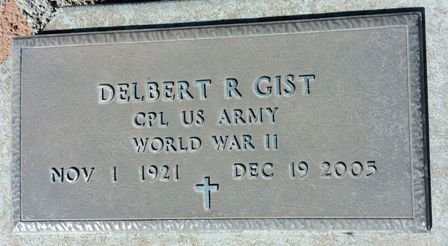 DELBERT R GIST
CPL US ARMY
WORLD WAR II
NOV 1 1921 DEC 19 2005